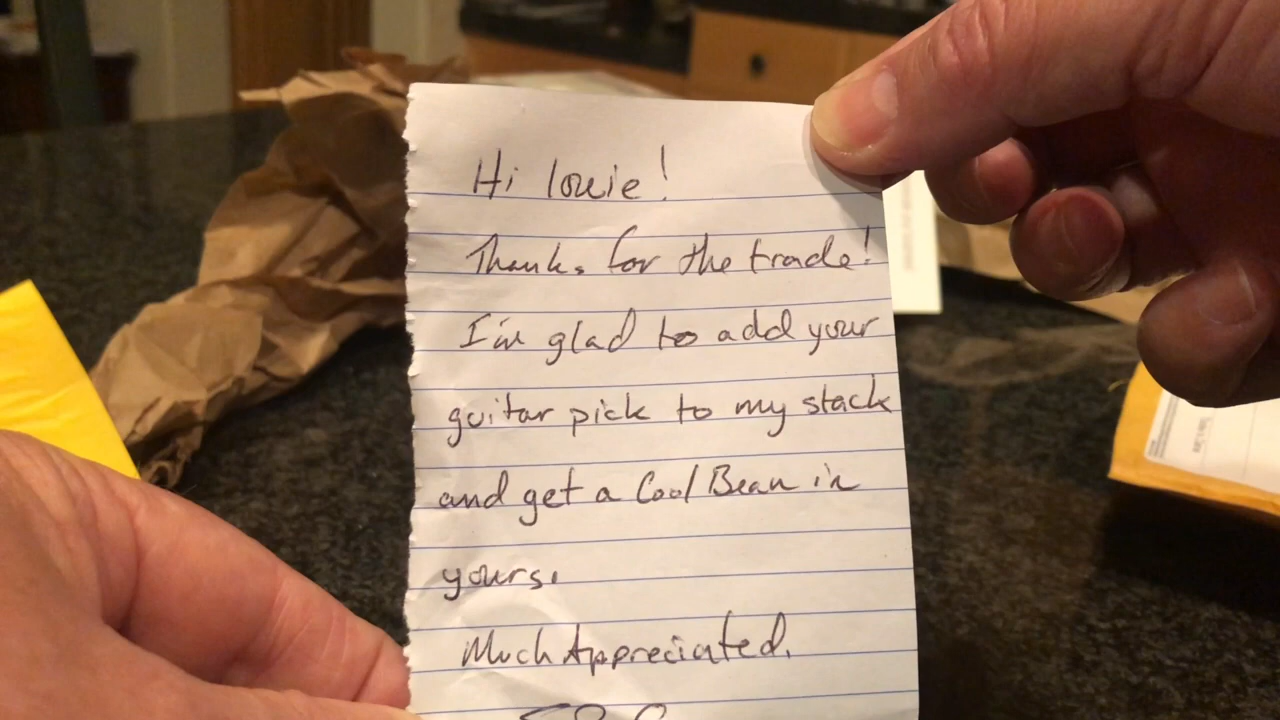 Hi louie!
Thanks for the trade!
I'm glad to add your
guitar pick to my stack
and get a Cool Bean in
yours.
Much Appreciated.